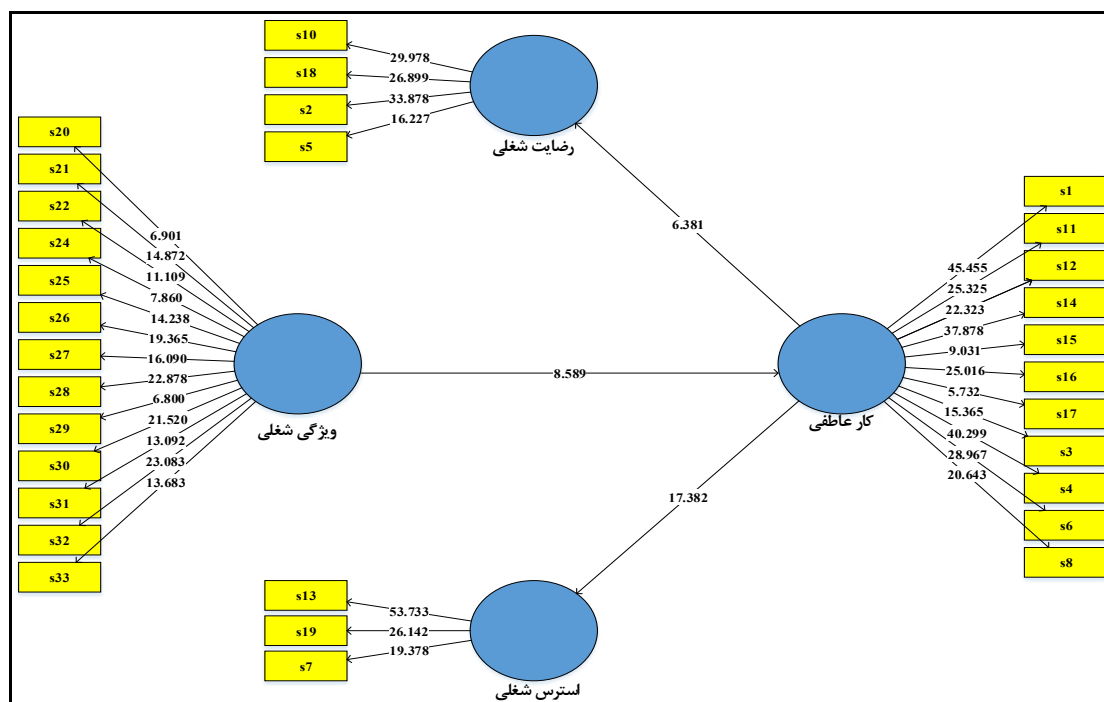 s10
s18
s2
s5
29.978
26.899
33.878
16.227
رضایت شغلی
s20
s21
s22
s24
s25
s26
s27
s28
s29
s30
s31
s32
s33
6.901
14.872
11.109
7.860
14.238
19.365
16.090
22.878
6.800
21.520
13.092
23.083
13.683
ویژگی شغلی
6.381
8.589
17.382
کار عاطفی
45.455
25.325
22.323
37.878
9.031
25.016
5.732
15.365
40.299
28.967
20.643
s1
s11
s12
s14
s15
s16
s17
s3
s4
s6
s8
s13
s19
s7
53.733
26.142
19.378
استرس شغلی